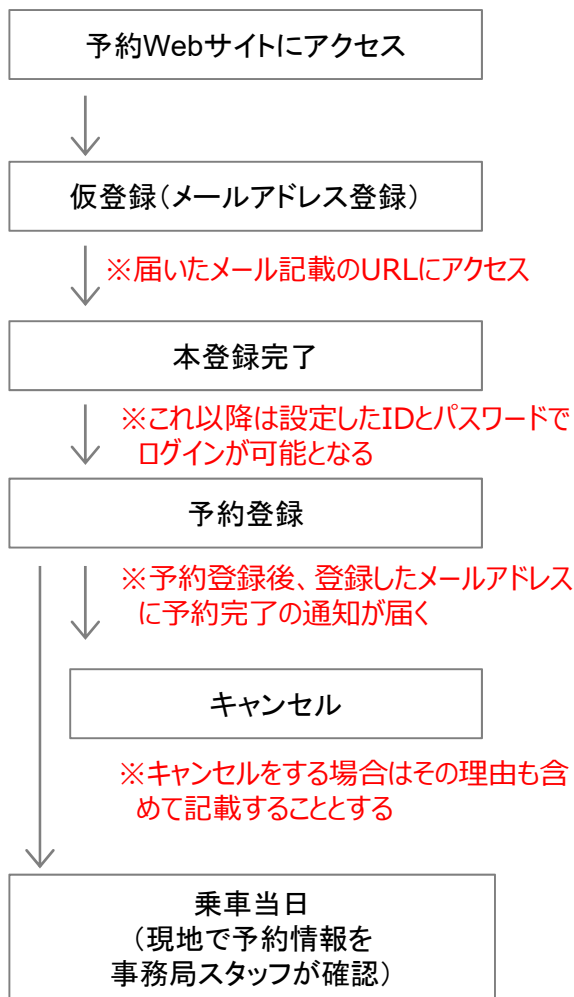 予約Webサイトにアクセス
仮登録（メールアドレス登録）
※届いたメール記載のURLにアクセス
本登録完了
※これ以降は設定したIDとパスワードで
ログインが可能となる
予約登録
※予約登録後、登録したメールアドレス
に予約完了の通知が届く
キャンセル
※キャンセルをする場合はその理由も含
めて記載することとする
乗車当日
（現地で予約情報を
事務局スタッフが確認）